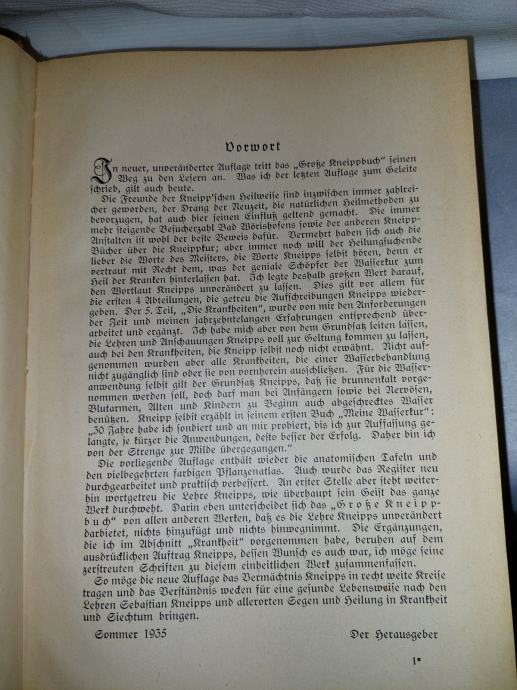 Vorwort
In neuer, unveränderter Auflage tritt das „Große Kneippbuch" seinen
Weg zu den Lesern an. Was ich der letzten Auflage zum Geleite
schrieb, gilt auch heute.
Die Freunde der Kneipp'schen Heilweise sind inzwischen immer zahlrei-
cher geworden, der Drang der Neuzeit, die natürlichen Heilmethoden zu
bevorzugen, hat auch hier seinen Einfluß geltend gemacht. Die immer
mehr steigende Besucherzahl Bad Wörishofens sowie der anderen Kneipp-
Anstalten ist wohl der beste Beweis dafür. Vermehrt haben sich auch die
Bücher über die Kneippkur; aber immer noch will der Heilungsuchende
lieber die Worte des Meisters, die Worte Kneipps selbst hören, denn er
vertraut mit Recht dem, was der geniale Schöpfer der Wasserkur zum
Heil der Kranken hinterlassen hat. Ich legte deshalb großen Wert darauf,
den Wortlaut Kneipps unverändert zu lassen. Dies gilt vor allem für
die ersten 4 Abteilungen, die getreu die Aufschreibungen Kneipps wieder-
geben. Der 5. Teil, „Die Krankheiten", wurde von mir den Anforderungen
der Zeit und meinen jahrzehntelangen Erfahrungen entsprechend über-
arbeitet und ergänzt. Ich habe mich aber von dem Grundsatz leiten lassen,
die Lehren und Anschauungen Kneipps voll zur Geltung kommen zu lassen,
auch bei den Krankheiten, die Kneipp selbst noch nicht erwähnt. Nicht auf-
genommen wurden aber alle Krankheiten, die einer Wasserbehandlung
nicht zugänglich sind oder sie von vornherein ausschließen. Für die Wasser-
anwendung selbst gilt der Grundsatz Kneipps, daß sie brunnenkalt vorge-
nommen werden soll, doch darf man bei Anfängern sowie bei Nervösen,
Blutarmen, Alten und Kindern zu Beginn auch abgeschrecktes Wasser
benützen. Kneipp selbst erzählt in seinem ersten Buch „Meine Wasserkur":
„30 Jahre habe ich sondiert und an mir probiert, bis ich zur Auffassung ge-
langte, je kürzer die Anwendungen, desto besser der Erfolg. Daher bin ich
von der Strenge zur Milde übergegangen."
Die vorliegende Auflage enthält wieder die anatomischen Tafeln und
den vielbegehrten farbigen Pflanzenatlas. Auch wurde das Register neu
durchgearbeitet und praktisch verbessert. An erster Stelle aber steht weiter-
hin wortgetreu die Lehre Kneipps, wie überhaupt sein Geist das ganze
Werk durchweht. Darin eben unterscheidet sich das „Große Kneipp-
buch" von allen anderen Werken, daß es die Lehre Kneipps unverändert
darbietet, nichts hinzufügt und nichts hinwegnimmt. Die Ergänzungen,
die ich im Abschnitt „Krankheit" vorgenommen habe, beruhen auf dem
ausdrücklichen Auftrag Kneipps, dessen Wunsch es auch war, ich möge seine
zerstreuten Schriften zu diesem einheitlichen Werk zusammenfassen.
So möge die neue Auflage das Vermächtnis Kneipps in recht weite Kreise
tragen und das Verständnis wecken für eine gesunde Lebensweise nach den
Lehren Sebastian Kneipps und allerorten Segen und Heilung in Krankheit
und Siechtum bringen.
Sommer 1935 Der Herausgeber
1*